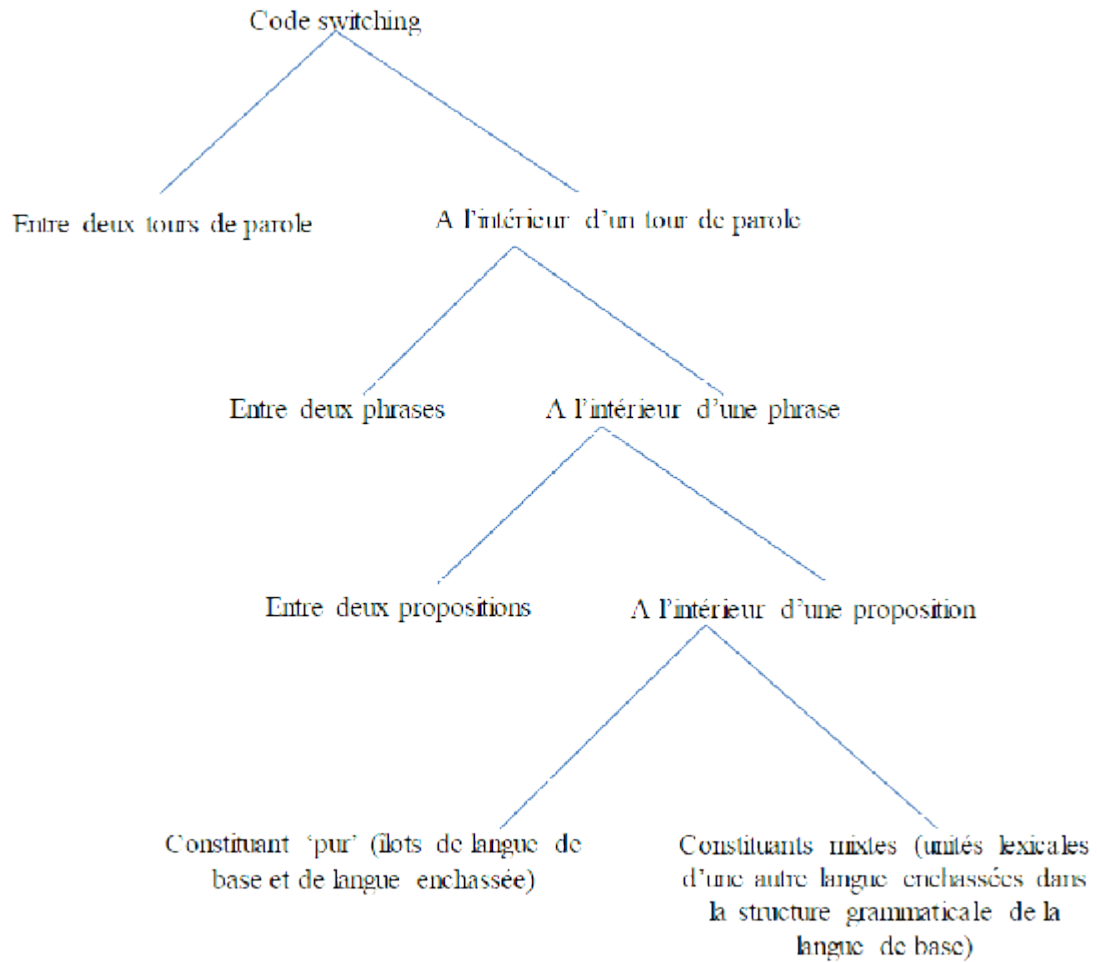 Code switching
Entre deux tours de parole
A l'intérieur d'un tour de parole
Entre deux phrases
A l'intérieur d'une phrase
Entre deux propositions
A l'intérieur d'une proposition
Constituant 'pur' (ilots de langue de
base et de langue enchassée)
Constituants mixtes (unités lexicales
d'une autre langue enchassées dans
la structure grammaticale de la
langue de base)